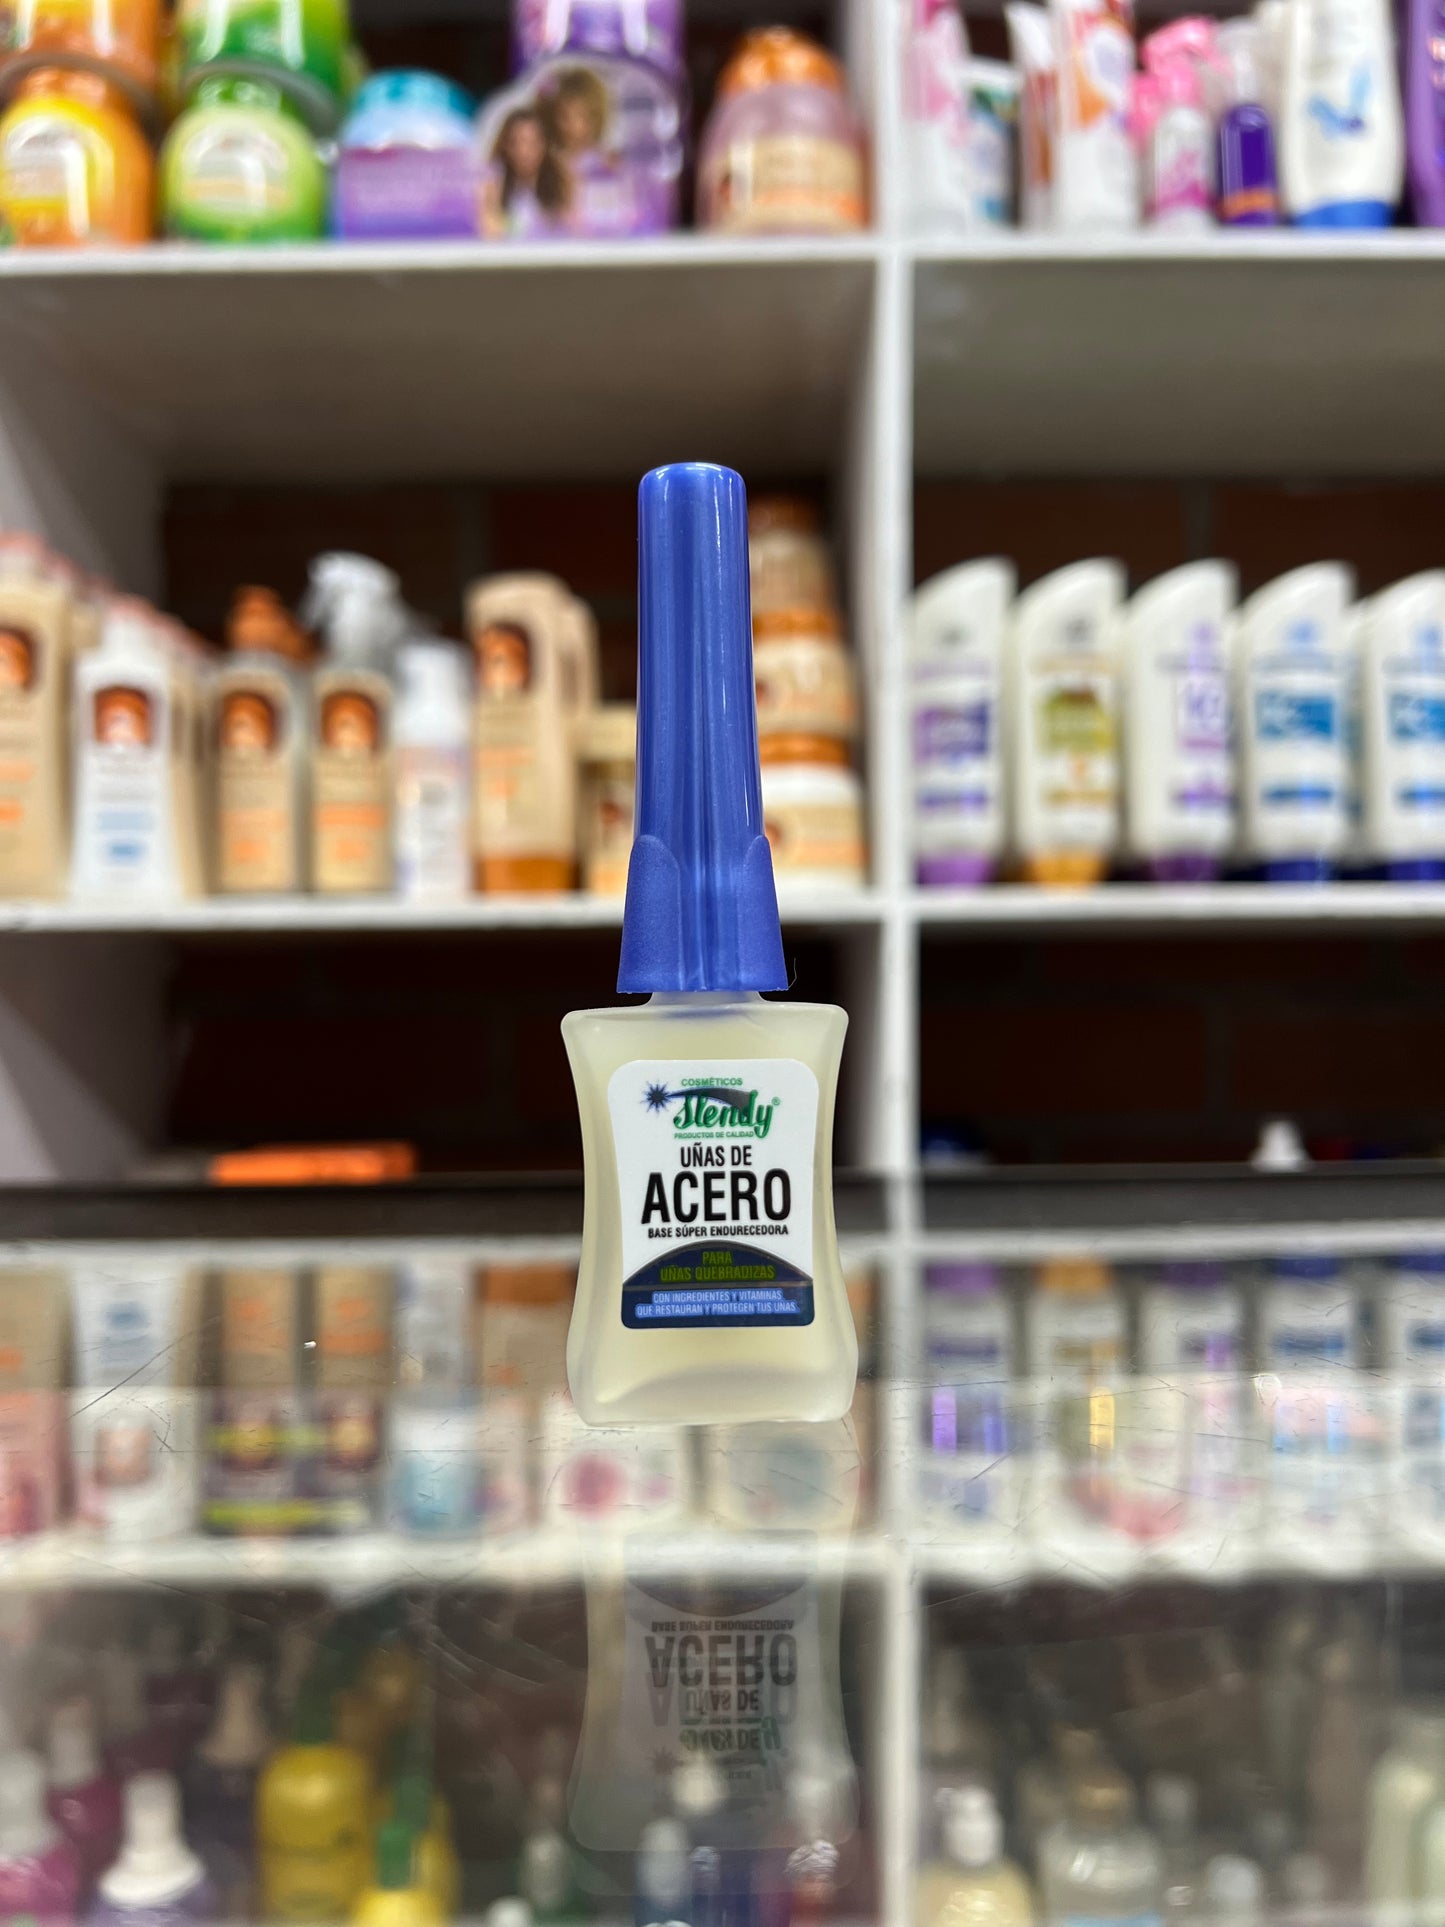 COSMÉTICOS
Slendy®
PRODUCTOS DE CALIDAD
UÑAS DE
ACERO
BASE SÚPER ENDURECEDORA
PARA
UÑAS QUEBRADIZAS
CON INGREDIENTES Y VITAMINAS
QUE RESTAURAN Y PROTEGEN TUS UÑAS